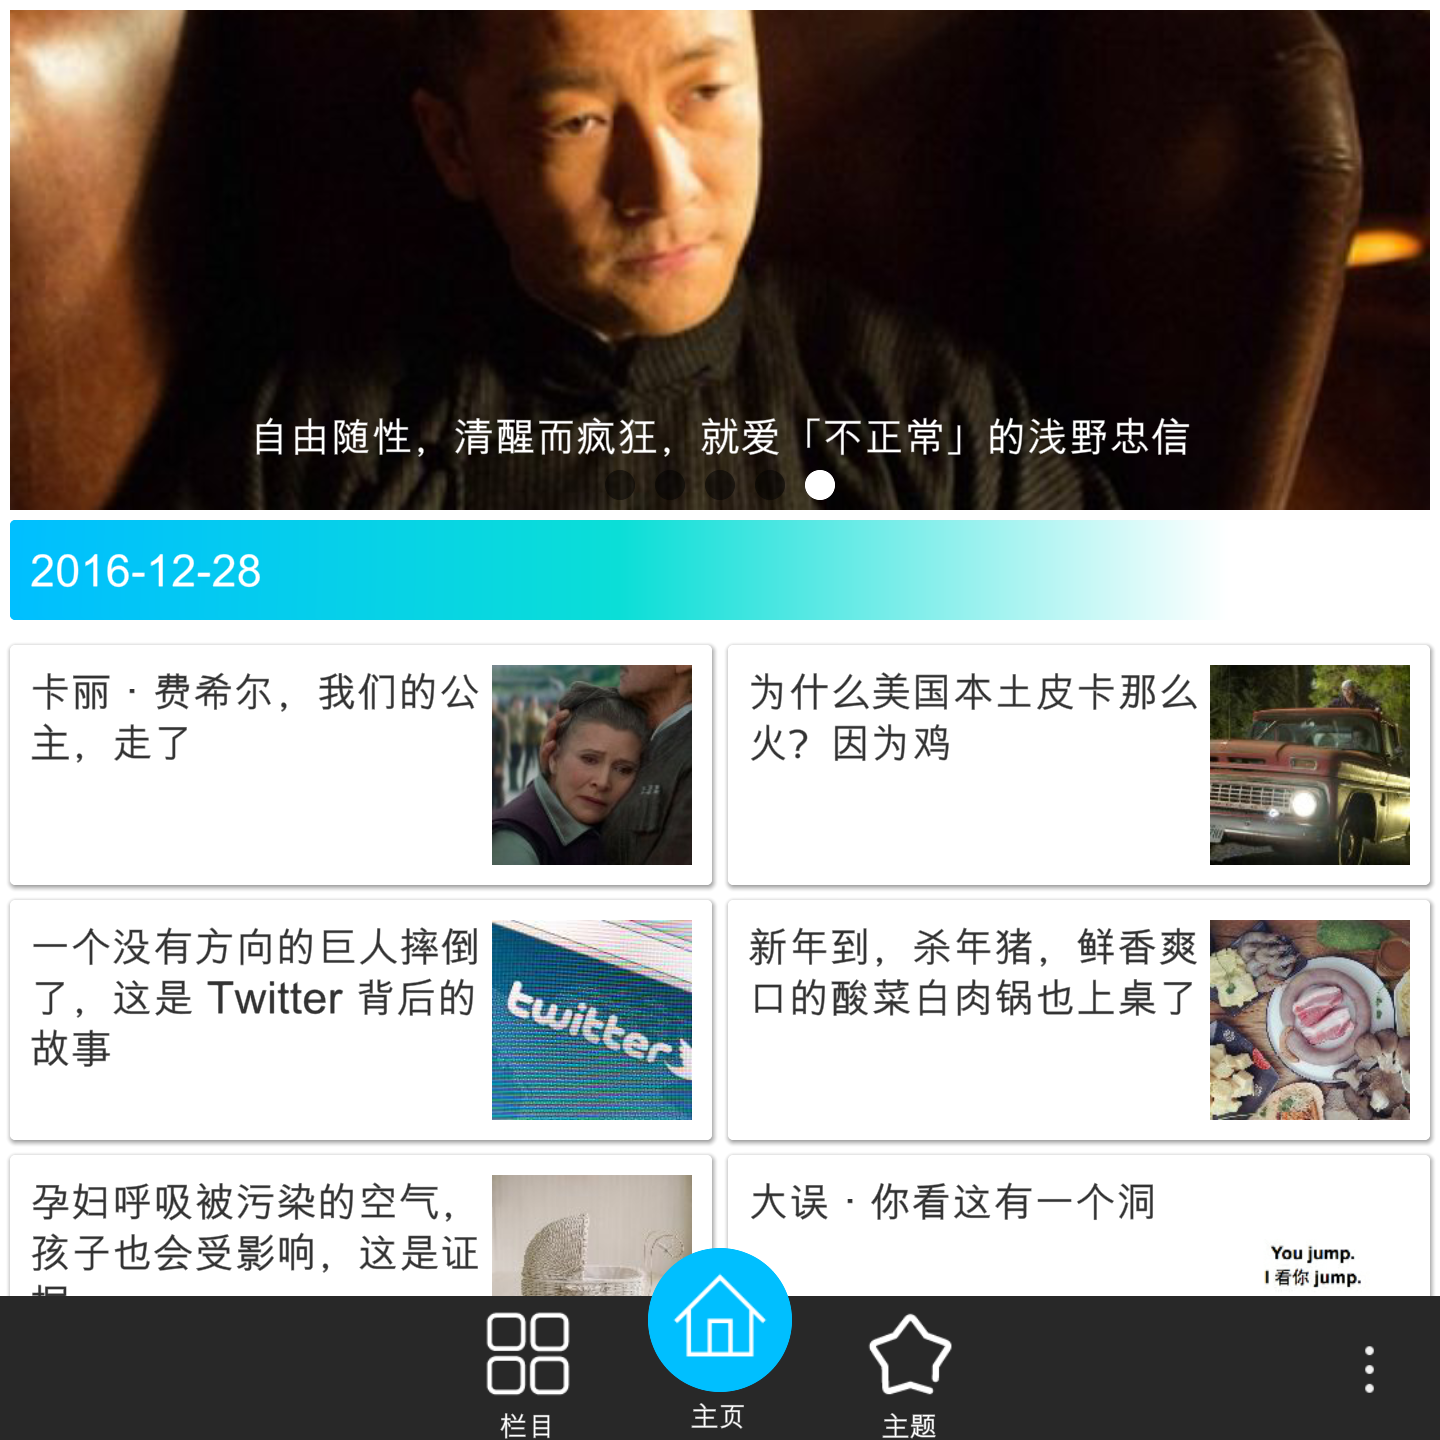 自由随性，清醒而疯狂，就爱「不正常」的浅野忠信
2016-12-28
卡丽 · 费希尔，我们的公
主，走了
为什么美国本土皮卡那么
火？因为鸡
一个没有方向的巨人摔倒
了，这是 Twitter 背后的
故事
twitter
新年到，杀年猪，鲜香爽
口的酸菜白肉锅也上桌了
孕妇呼吸被污染的空气，
孩子也会受影响，这是证
大误 · 你看这有一个洞
You jump.
I 看你 jump.
栏目
主页
主题